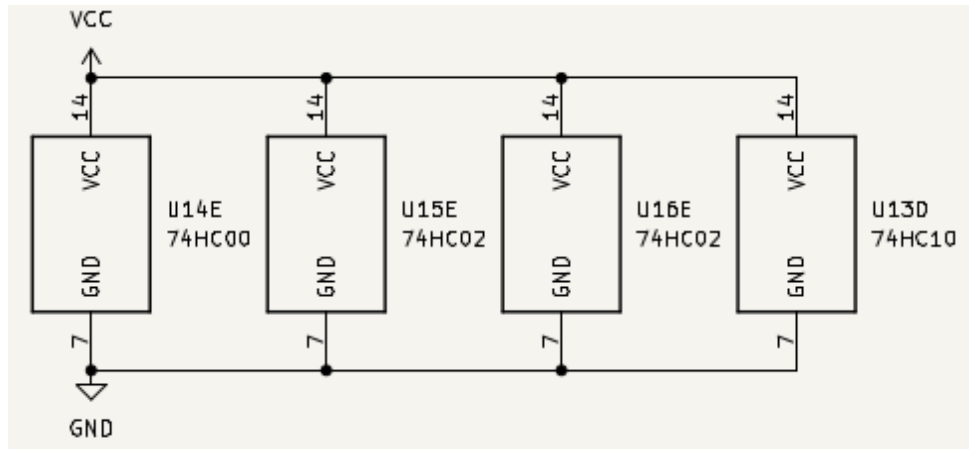 VCC
14 14 14 14
VCC VCC VCC VCC
U14E U15E U16E U13D
74HC00 74HC02 74HC02 74HC10
GND GND GND GND
7 7 7 7
GND